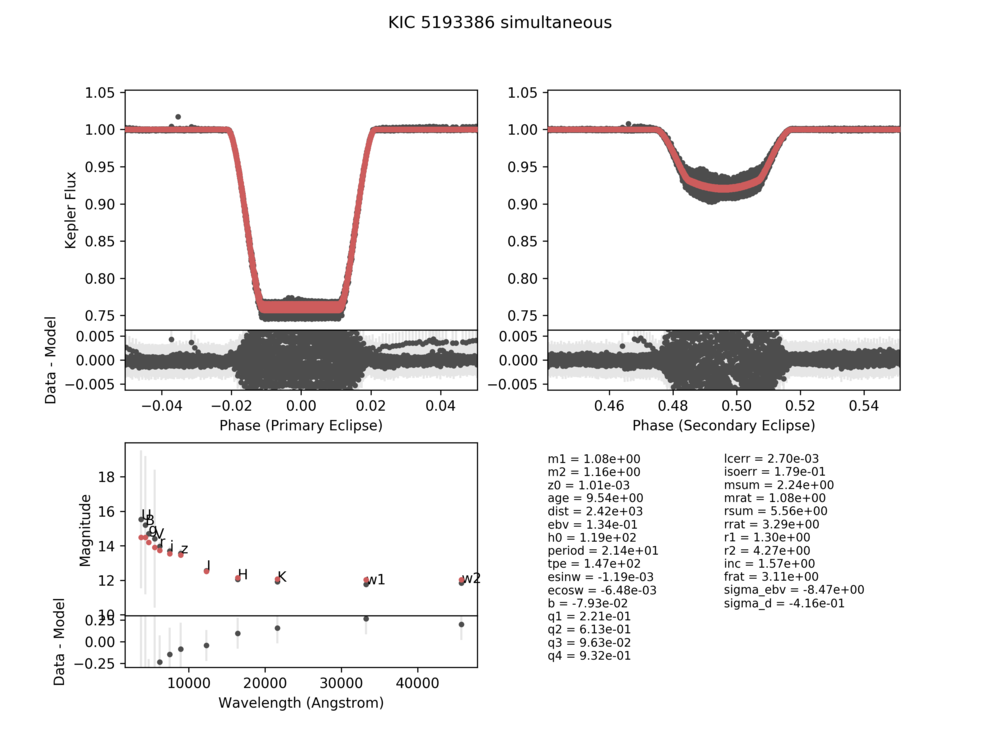 KIC 5193386 simultaneous
1.05
1.00
0.95
0.90
0.85
0.80
0.75
Kepler Flux
0.005
0.000
−0.005
Data - Model
−0.04 −0.02 0.00 0.02 0.04
Phase (Primary Eclipse)
1.05
1.00
0.95
0.90
0.85
0.80
0.75
0.005
0.000
−0.005
0.46 0.48 0.50 0.52 0.54
Phase (Secondary Eclipse)
18
16
14
12
10
Magnitude
U
B
g
V
r i z
J
H
K
w1
w2
0.25
0.00
−0.25
Data - Model
10000 20000 30000 40000
Wavelength (Angstrom)
m1 = 1.08e+00
m2 = 1.16e+00
z0 = 1.01e-03
age = 9.54e+00
dist = 2.42e+03
ebv = 1.34e-01
h0 = 1.19e+02
period = 2.14e+01
tpe = 1.47e+02
esinw = -1.19e-03
ecosw = -6.48e-03
b = -7.93e-02
q1 = 2.21e-01
q2 = 6.13e-01
q3 = 9.63e-02
q4 = 9.32e-01
lcerr = 2.70e-03
isoerr = 1.79e-01
msum = 2.24e+00
mrat = 1.08e+00
rsum = 5.56e+00
rrat = 3.29e+00
r1 = 1.30e+00
r2 = 4.27e+00
inc = 1.57e+00
frat = 3.11e+01
sigma_ebv = -8.47e+00
sigma_d = -4.16e-01